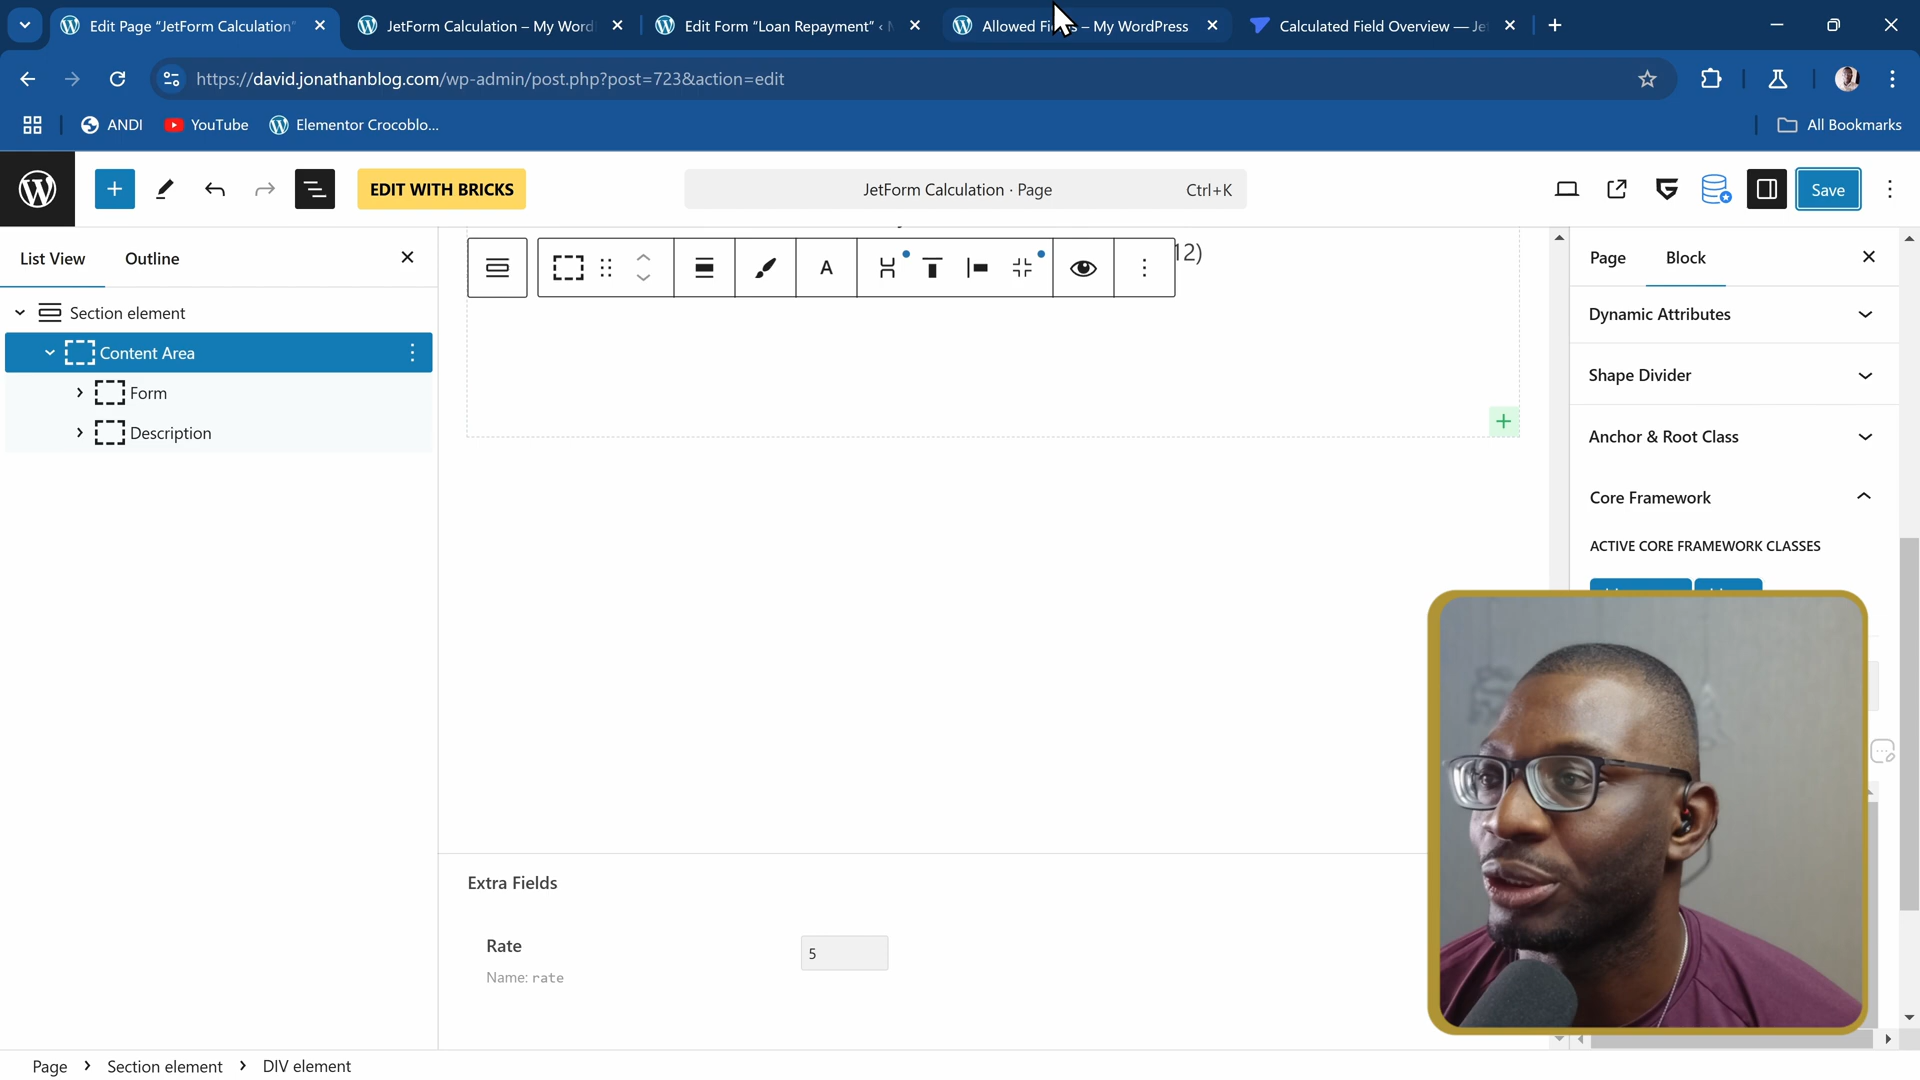 Edit Page “JetForm Calculation”
JetForm Calculation – My Word
Edit Form “Loan Repayment” ‹
Allowed Fi s – My WordPress
Calculated Field Overview — Je
https://david.jonathanblog.com/wp-admin/post.php?post=723&action=edit
ANDI
YouTube
Elementor Crocoblo...
All Bookmarks
EDIT WITH BRICKS
JetForm Calculation · Page
Ctrl+K
Save
List View
Outline
Section element
Content Area
Form
Description
12)
A
Page
Block
Dynamic Attributes
Shape Divider
Anchor & Root Class
Core Framework
ACTIVE CORE FRAMEWORK CLASSES
Extra Fields
Rate
5
Name: rate
Page > Section element > DIV element